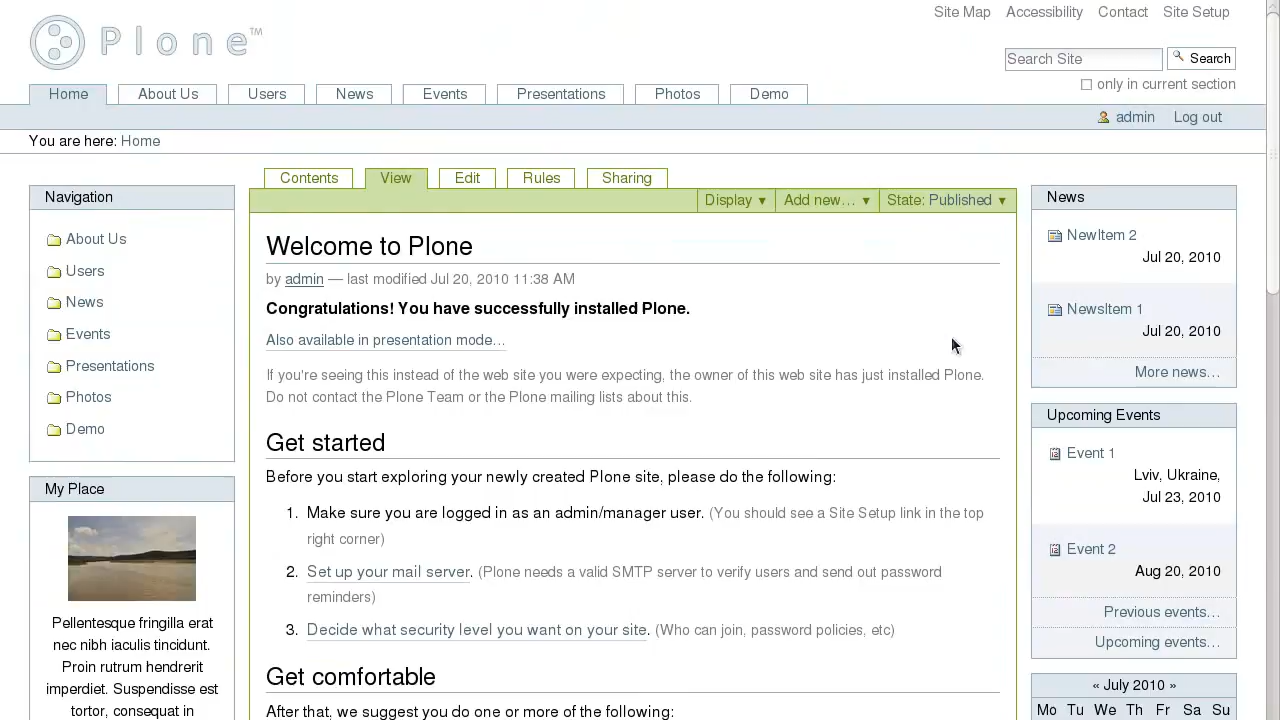 Site Map Accessibility Contact Site Setup
Plone™
Search Site Search
only in current section
Home About Us Users News Events Presentations Photos Demo
admin Log out
You are here: Home
Navigation
About Us
Users
News
Events
Presentations
Photos
Demo
My Place
Pellentesque fringilla erat
nec nibh iaculis tincidunt.
Proin rutrum hendrerit
imperdiet. Suspendisse est
tortor, consequat in
Contents View Edit Rules Sharing
Display ▼ Add new… ▼ State: Published ▼
Welcome to Plone
by admin — last modified Jul 20, 2010 11:38 AM
Congratulations! You have successfully installed Plone.
Also available in presentation mode…
If you're seeing this instead of the web site you were expecting, the owner of this web site has just installed Plone.
Do not contact the Plone Team or the Plone mailing lists about this.
Get started
Before you start exploring your newly created Plone site, please do the following:
1. Make sure you are logged in as an admin/manager user. (You should see a Site Setup link in the top
right corner)
2. Set up your mail server. (Plone needs a valid SMTP server to verify users and send out password
reminders)
3. Decide what security level you want on your site. (Who can join, password policies, etc)
Get comfortable
After that, we suggest you do one or more of the following:
News
NewItem 2
Jul 20, 2010
NewsItem 1
Jul 20, 2010
More news…
Upcoming Events
Event 1
Lviv, Ukraine,
Jul 23, 2010
Event 2
Aug 20, 2010
Previous events…
Upcoming events…
« July 2010 »
Mo Tu We Th Fr Sa Su